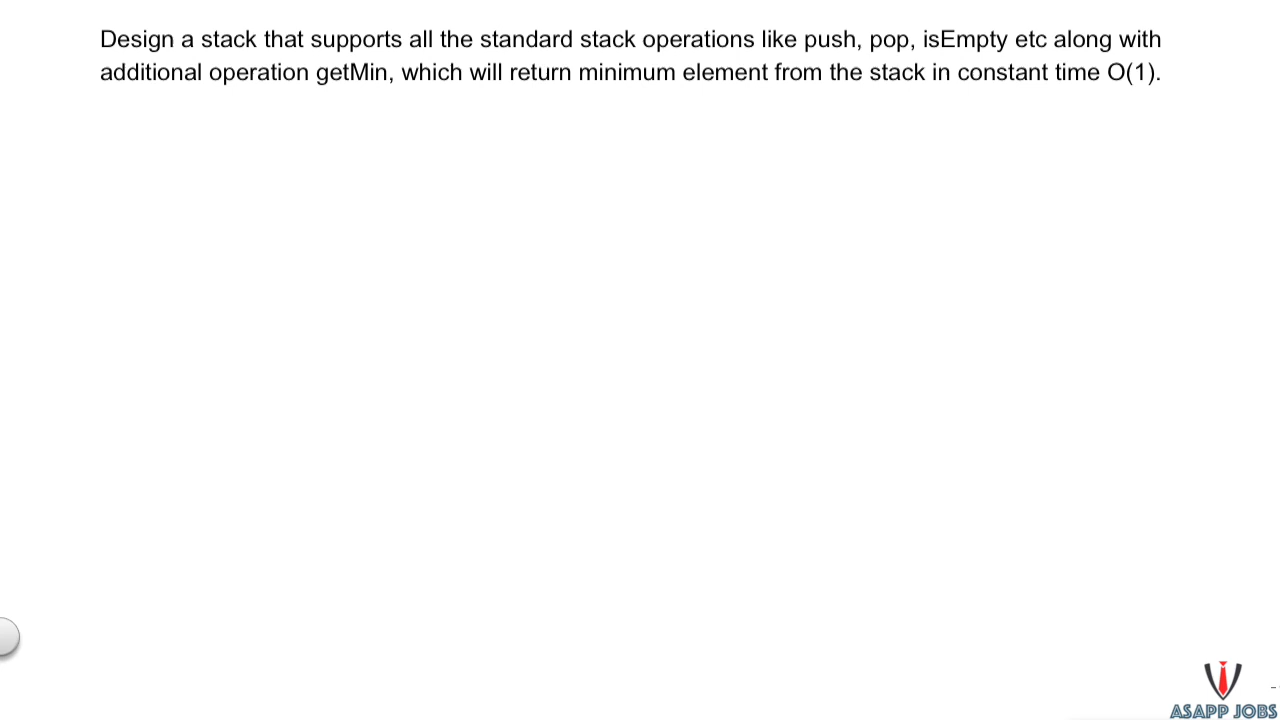 Design a stack that supports all the standard stack operations like push, pop, isEmpty etc along with
additional operation getMin, which will return minimum element from the stack in constant time O(1).
ASAPP JOBS